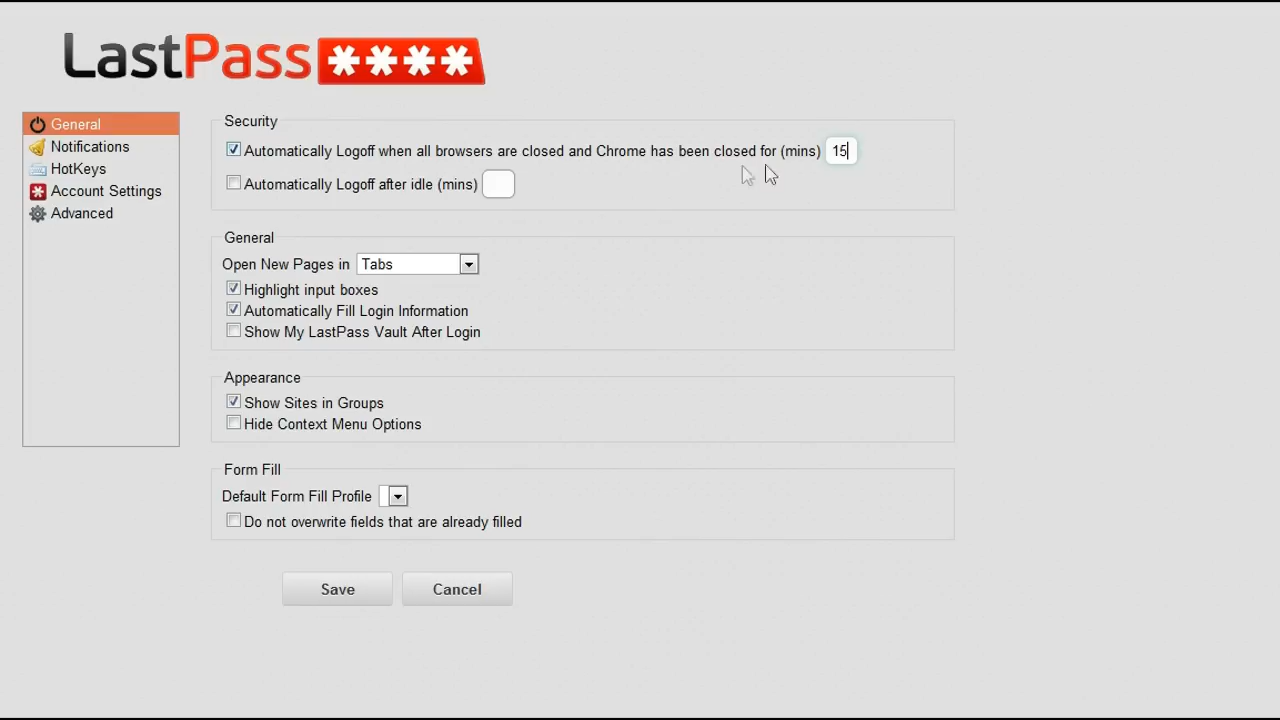 LastPass ****
General
Notifications
HotKeys
Account Settings
Advanced
Security
Automatically Logoff when all browsers are closed and Chrome has been closed for (mins) 15
Automatically Logoff after idle (mins)
General
Open New Pages in Tabs
Highlight input boxes
Automatically Fill Login Information
Show My LastPass Vault After Login
Appearance
Show Sites in Groups
Hide Context Menu Options
Form Fill
Default Form Fill Profile
Do not overwrite fields that are already filled
Save Cancel